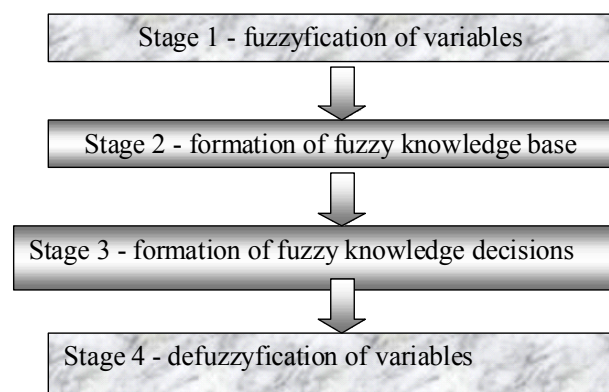 Stage 1 - fuzzyfication of variables
Stage 2 - formation of fuzzy knowledge base
Stage 3 - formation of fuzzy knowledge decisions
Stage 4 - defuzzyfication of variables